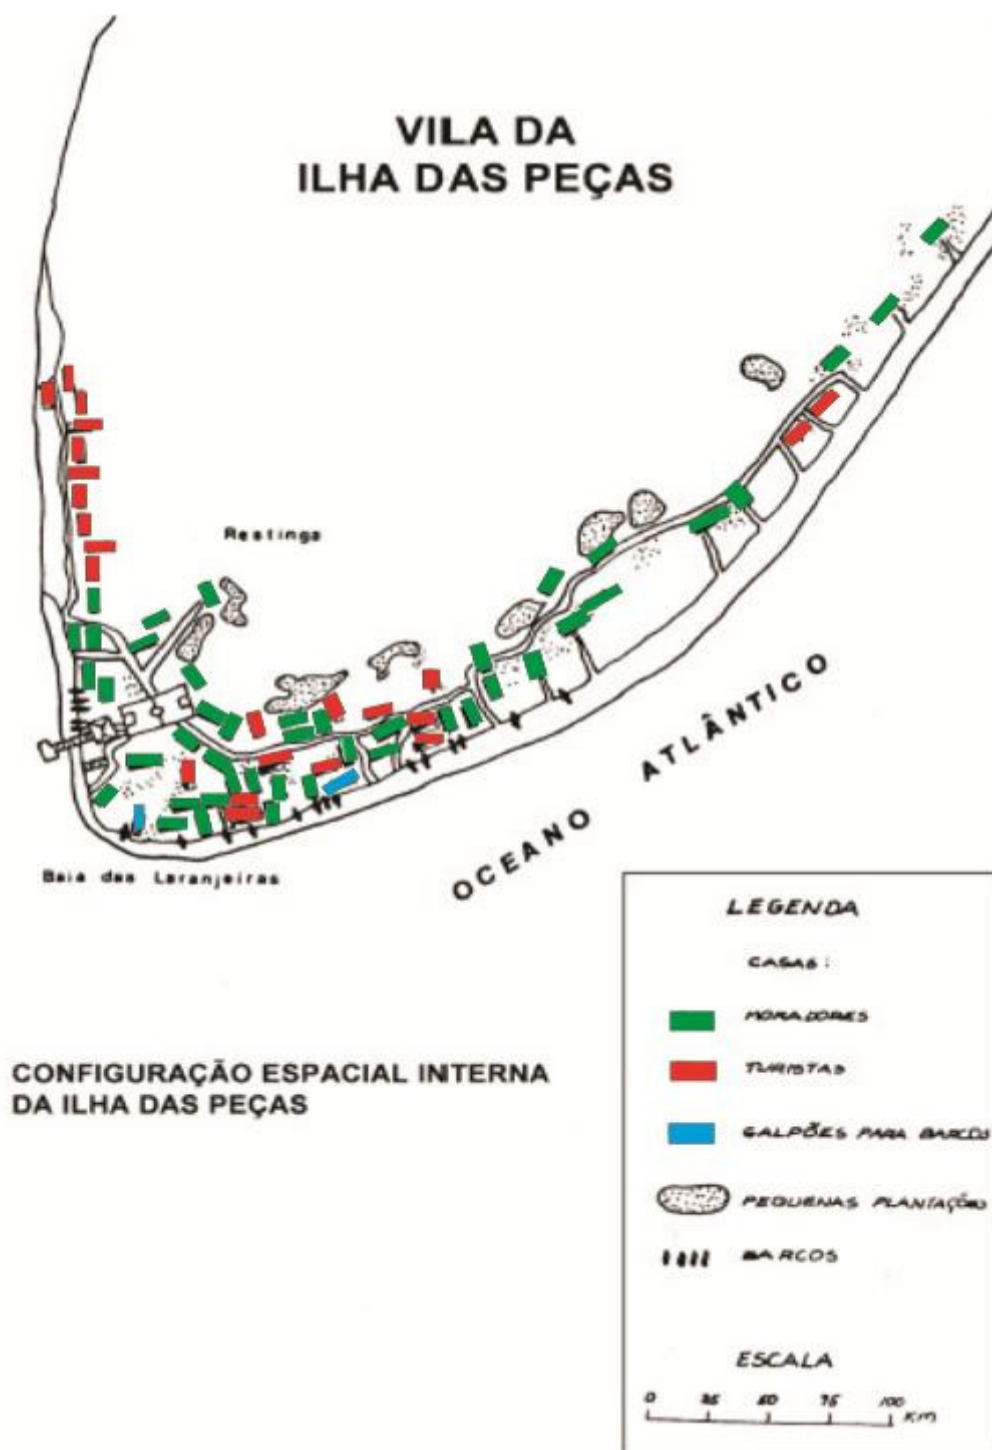 VILA DA
ILHA DAS PEÇAS
Restinga
OCEANO ATLÂNTICO
Baia das Laranjeiras
CONFIGURAÇÃO ESPACIAL INTERNA
DA ILHA DAS PEÇAS
LEGENDA
CASAS:
MORADORES
TURISTAS
GALPÕES PARA BARCOS
PEQUENAS PLANTAÇÕES
BARCOS
ESCALA
0 25 50 75 100
KM